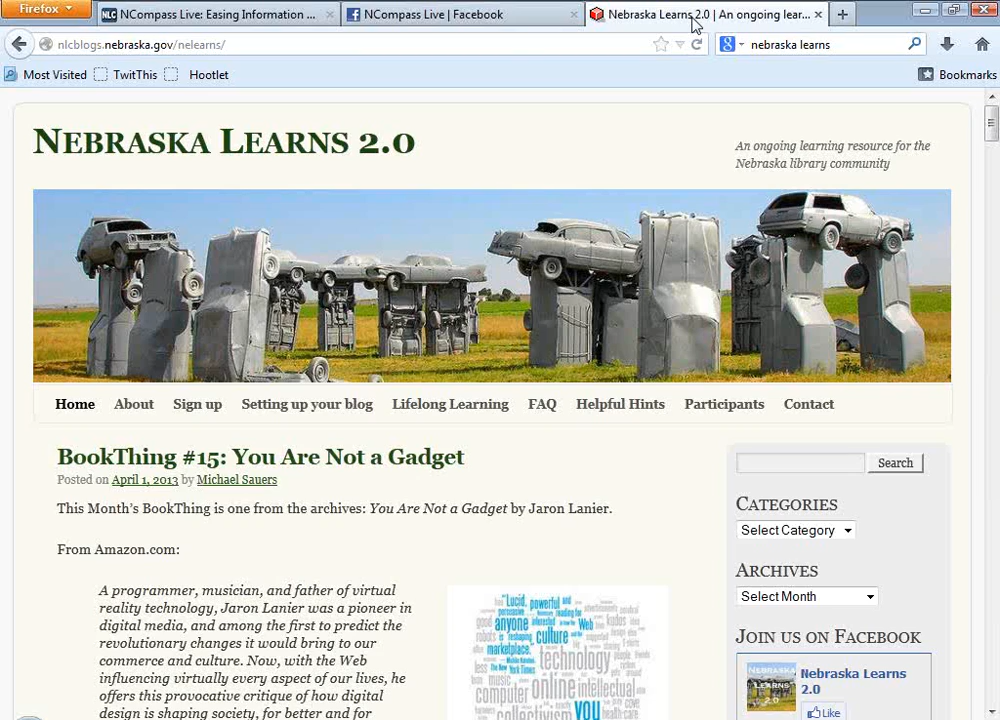 Firefox
NCompass Live: Easing Information ...
NCompass Live | Facebook
Nebraska Learns 2.0 | An ongoing lear...
nlcblogs.nebraska.gov/nelearns/
nebraska learns
Most Visited
TwitThis
Hootlet
Bookmarks
NEBRASKA LEARNS 2.0
An ongoing learning resource for the
Nebraska library community
Home About Sign up Setting up your blog Lifelong Learning FAQ Helpful Hints Participants Contact
BookThing #15: You Are Not a Gadget
Posted on April 1, 2013 by Michael Sauers
This Month's BookThing is one from the archives: You Are Not a Gadget by Jaron Lanier.
From Amazon.com:
A programmer, musician, and father of virtual
reality technology, Jaron Lanier was a pioneer in
digital media, and among the first to predict the
revolutionary changes it would bring to our
commerce and culture. Now, with the Web
influencing virtually every aspect of our lives, he
offers this provocative critique of how digital
design is shaping society, for better and for
"Lucid, powerful and
anyone
culture
Web
marketplace."
technology
computer online intellectual
collectivism you
Search
CATEGORIES
Select Category
ARCHIVES
Select Month
JOIN US ON FACEBOOK
Nebraska Learns
2.0
Like